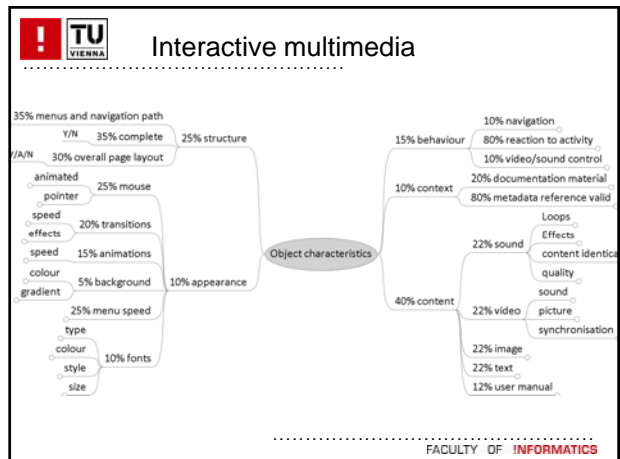 !
TU
VIENNA
Interactive multimedia
35% menus and navigation path
Y/N 35% complete
Y/A/N 30% overall page layout
25% structure
animated
pointer
25% mouse
speed
effects
20% transitions
speed
15% animations
colour
gradient
5% background
25% menu speed
type
colour
style
size
10% fonts
10% appearance
Object characteristics
15% behaviour
10% navigation
80% reaction to activity
10% video/sound control
10% context
20% documentation material
80% metadata reference valid
40% content
22% sound
Loops
Effects
content identica
quality
22% video
sound
picture
synchronisation
22% image
22% text
12% user manual
FACULTY OF !NFORMATICS